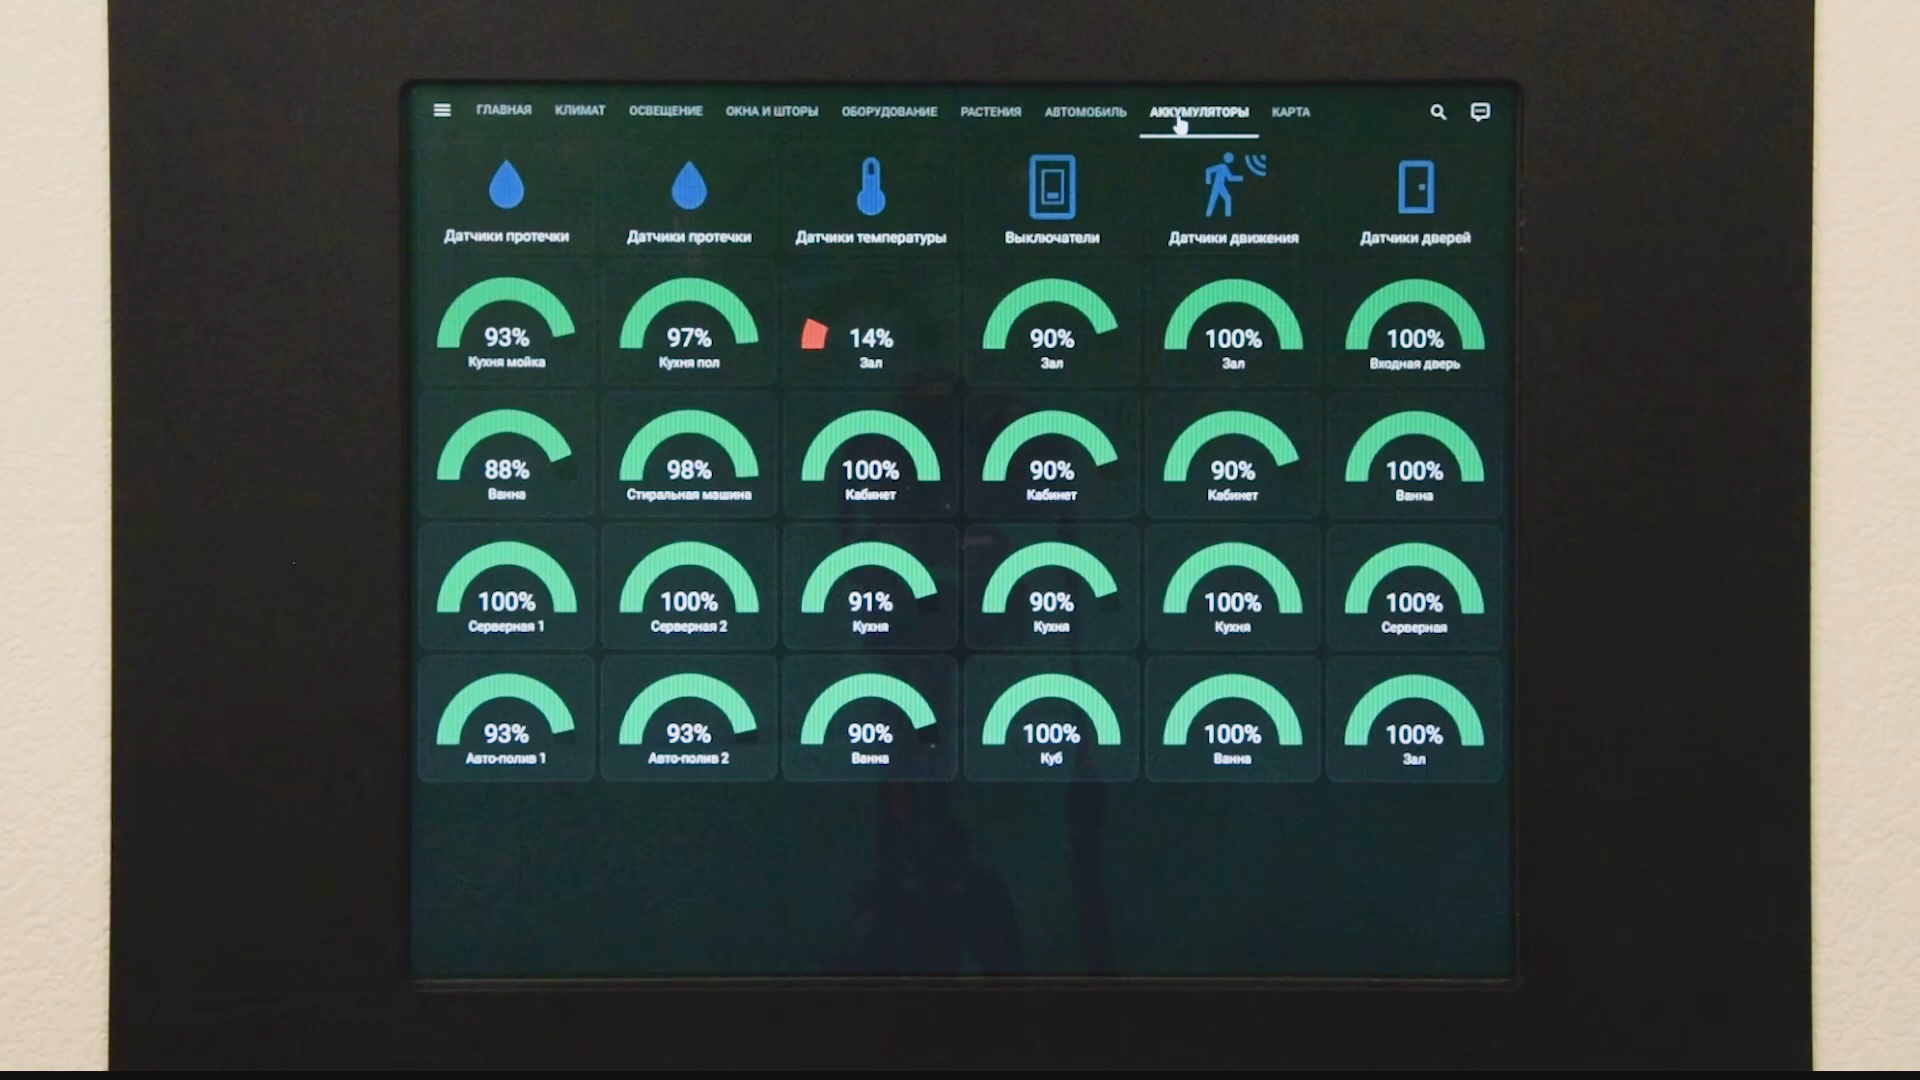 ГЛАВНАЯ КЛИМАТ ОСВЕЩЕНИЕ ОКНА И ШТОРЫ ОБОРУДОВАНИЕ РАСТЕНИЯ АВТОМОБИЛЬ АККУМУЛЯТОРЫ КАРТА
Датчики протечки Датчики протечки Датчики температуры Выключатели Датчики движения Датчики дверей
93% 97% 14% 90% 100% 100%
Кухня мойка Кухня пол Зал Зал Зал Входная дверь
88% 98% 100% 90% 90% 100%
Ванна Стиральная машина Кабинет Кабинет Кабинет Ванна
100% 100% 91% 90% 100% 100%
Серверная 1 Серверная 2 Кухня Кухня Кухня Серверная
93% 93% 90% 100% 100% 100%
Авто-полив 1 Авто-полив 2 Ванна Куб Ванна Зал